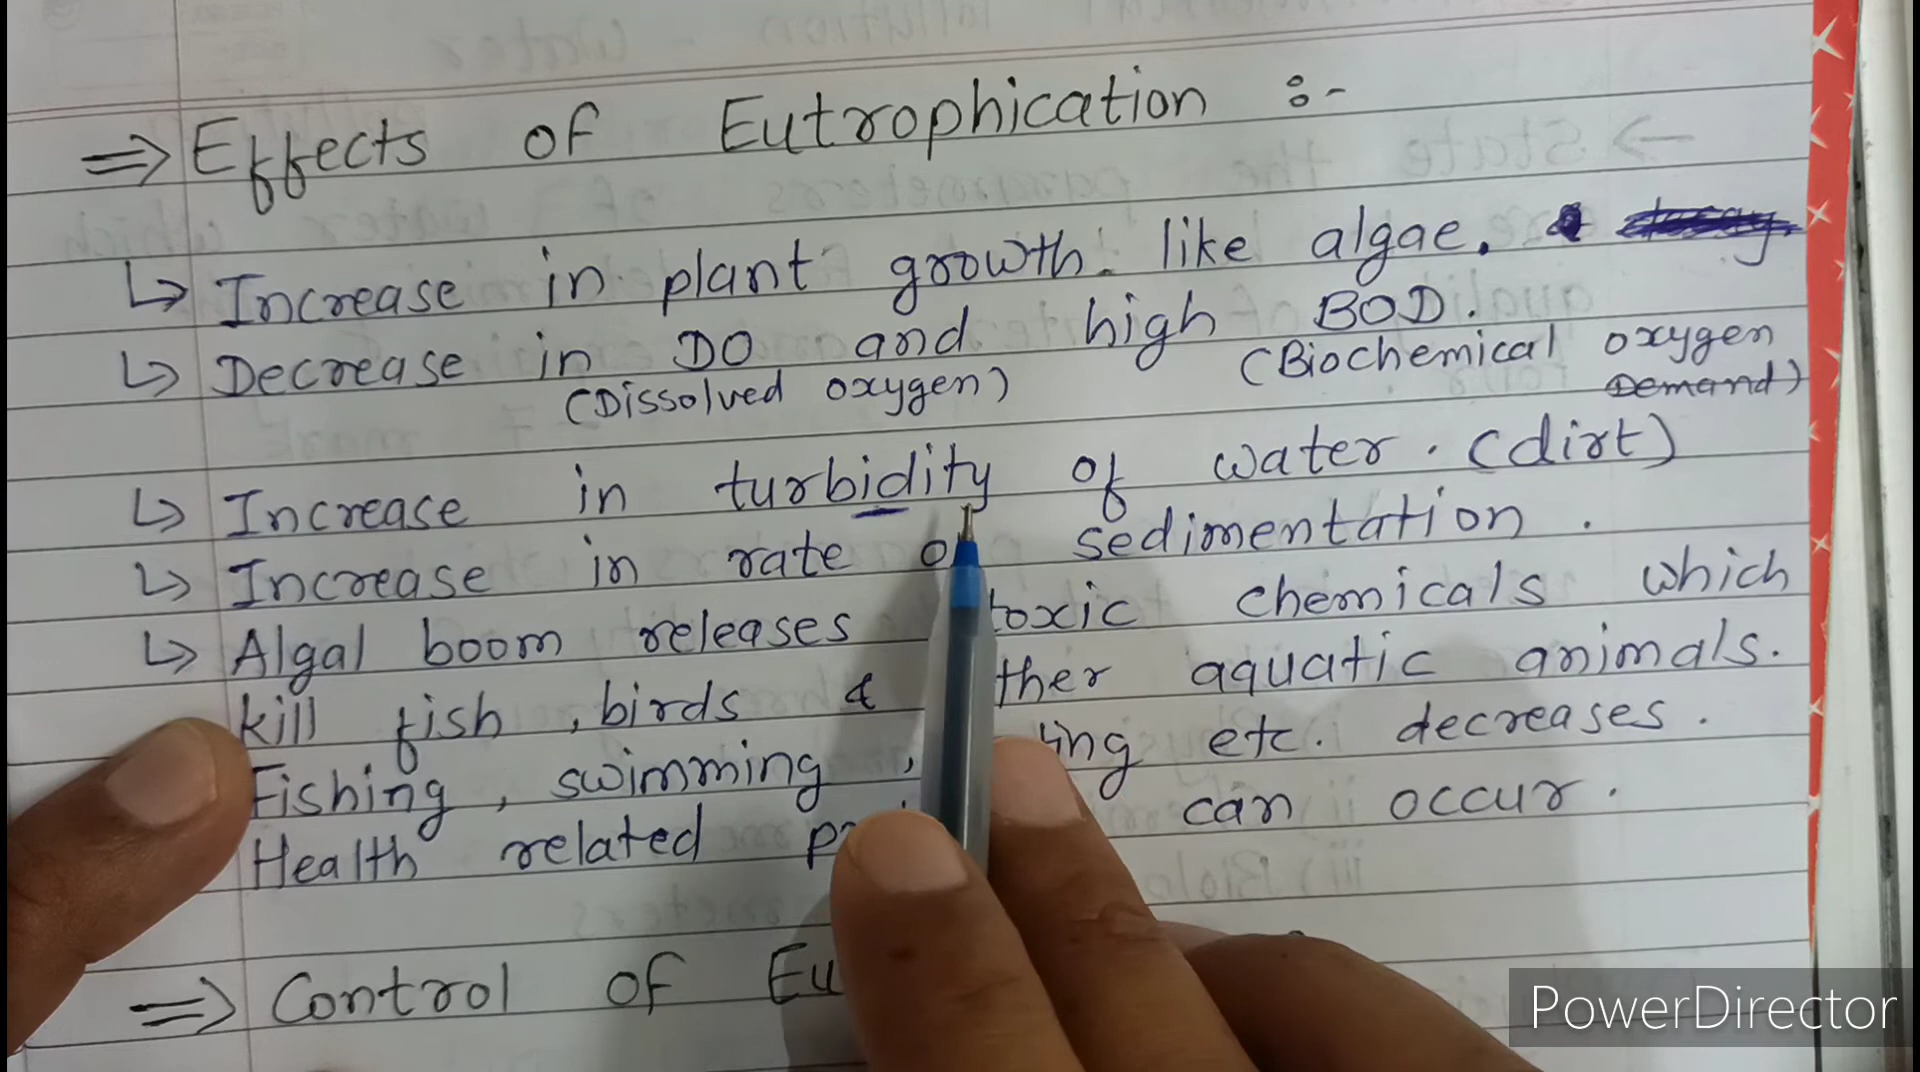 ⇒ Effects of Eutrophication :-
↳ Increase in plant growth like algae.
↳ Decrease in DO and high BOD.
(Dissolved oxygen) (Biochemical oxygen Demand)
↳ Increase in turbidity of water. (dirt)
↳ Increase in rate sedimentation.
↳ Algal boom releases toxic chemicals which
kill fish, birds & ther aquatic animals.
Fishing, swimming, ting etc. decreases.
Health related can occur.
⇒ Control of Eu
PowerDirector